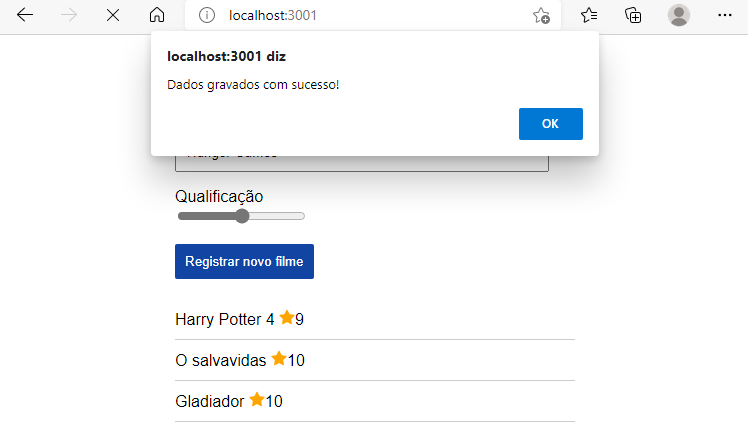 localhost:3001
localhost:3001 diz
Dados gravados com sucesso!
OK
Qualificação
Registrar novo filme
Harry Potter 4 9
O salvavidas 10
Gladiador 10